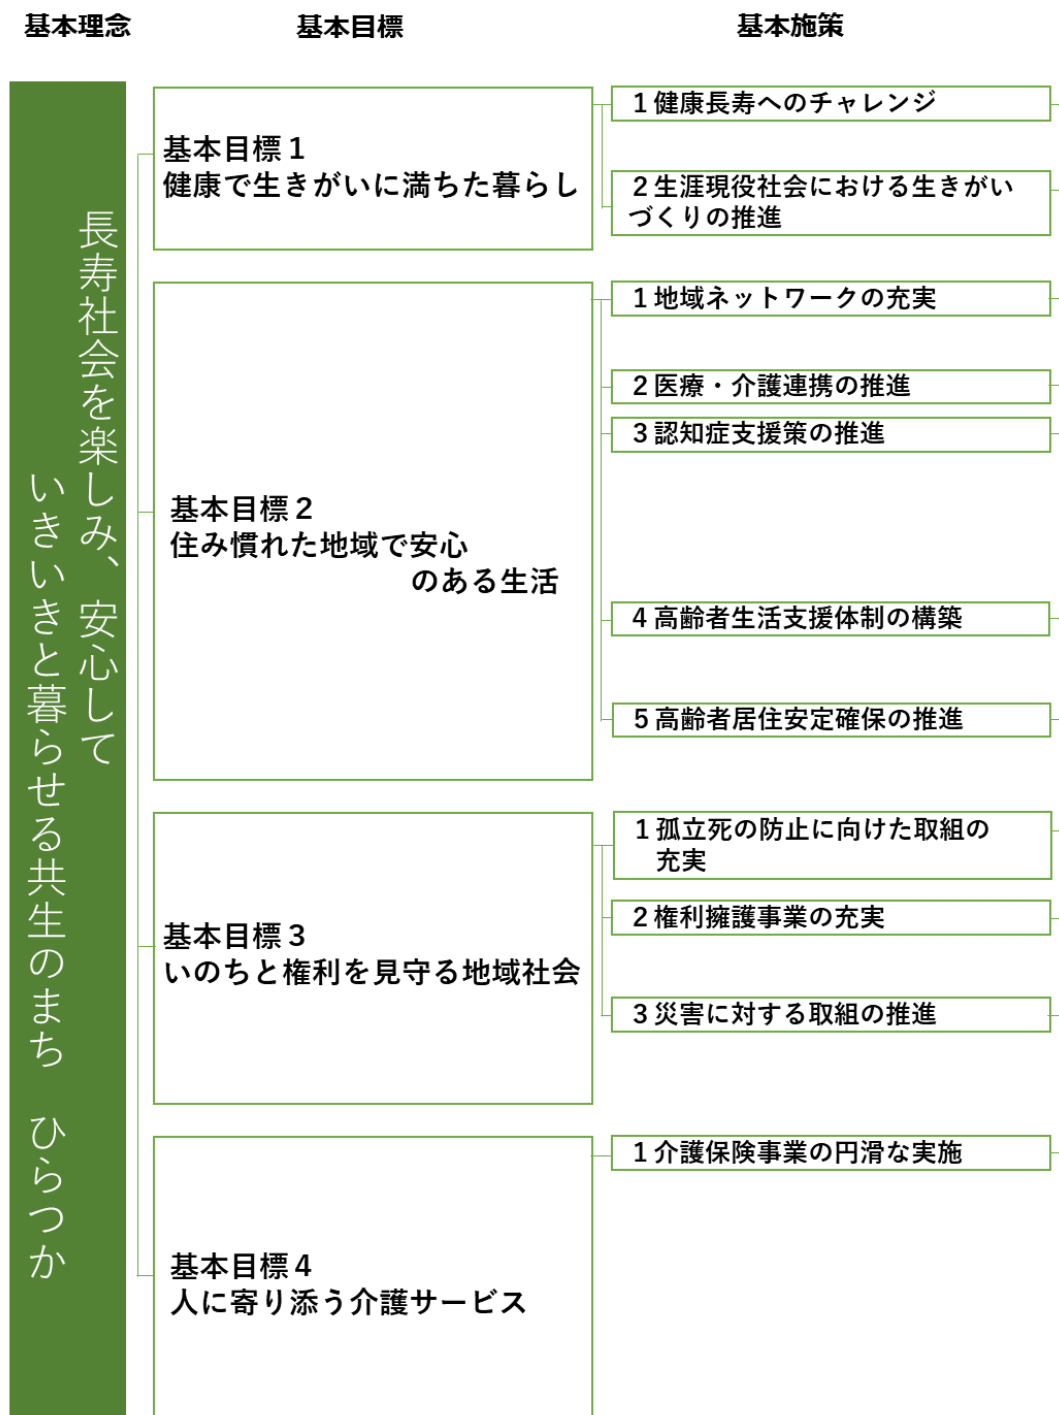 基本理念
基本目標
基本施策
長寿社会を楽しみ、安心して
いきいきと暮らせる共生のまち　ひらつか
基本目標１
健康で生きがいに満ちた暮らし
１健康長寿へのチャレンジ
２生涯現役社会における生きがい
づくりの推進
基本目標２
住み慣れた地域で安心
のある生活
１地域ネットワークの充実
２医療・介護連携の推進
３認知症支援策の推進
４高齢者生活支援体制の構築
５高齢者居住安定確保の推進
基本目標３
いのちと権利を見守る地域社会
１孤立死の防止に向けた取組の
充実
２権利擁護事業の充実
３災害に対する取組の推進
基本目標４
人に寄り添う介護サービス
１介護保険事業の円滑な実施